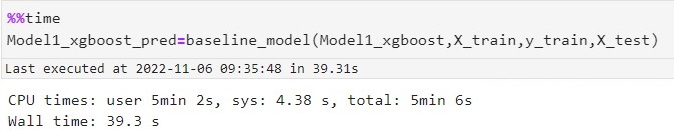 %%time
Model1_xgboost_pred=baseline_model(Model1_xgboost,X_train,y_train,X_test)
Last executed at 2022-11-06 09:35:48 in 39.31s
CPU times: user 5min 2s, sys: 4.38 s, total: 5min 6s
Wall time: 39.3 s